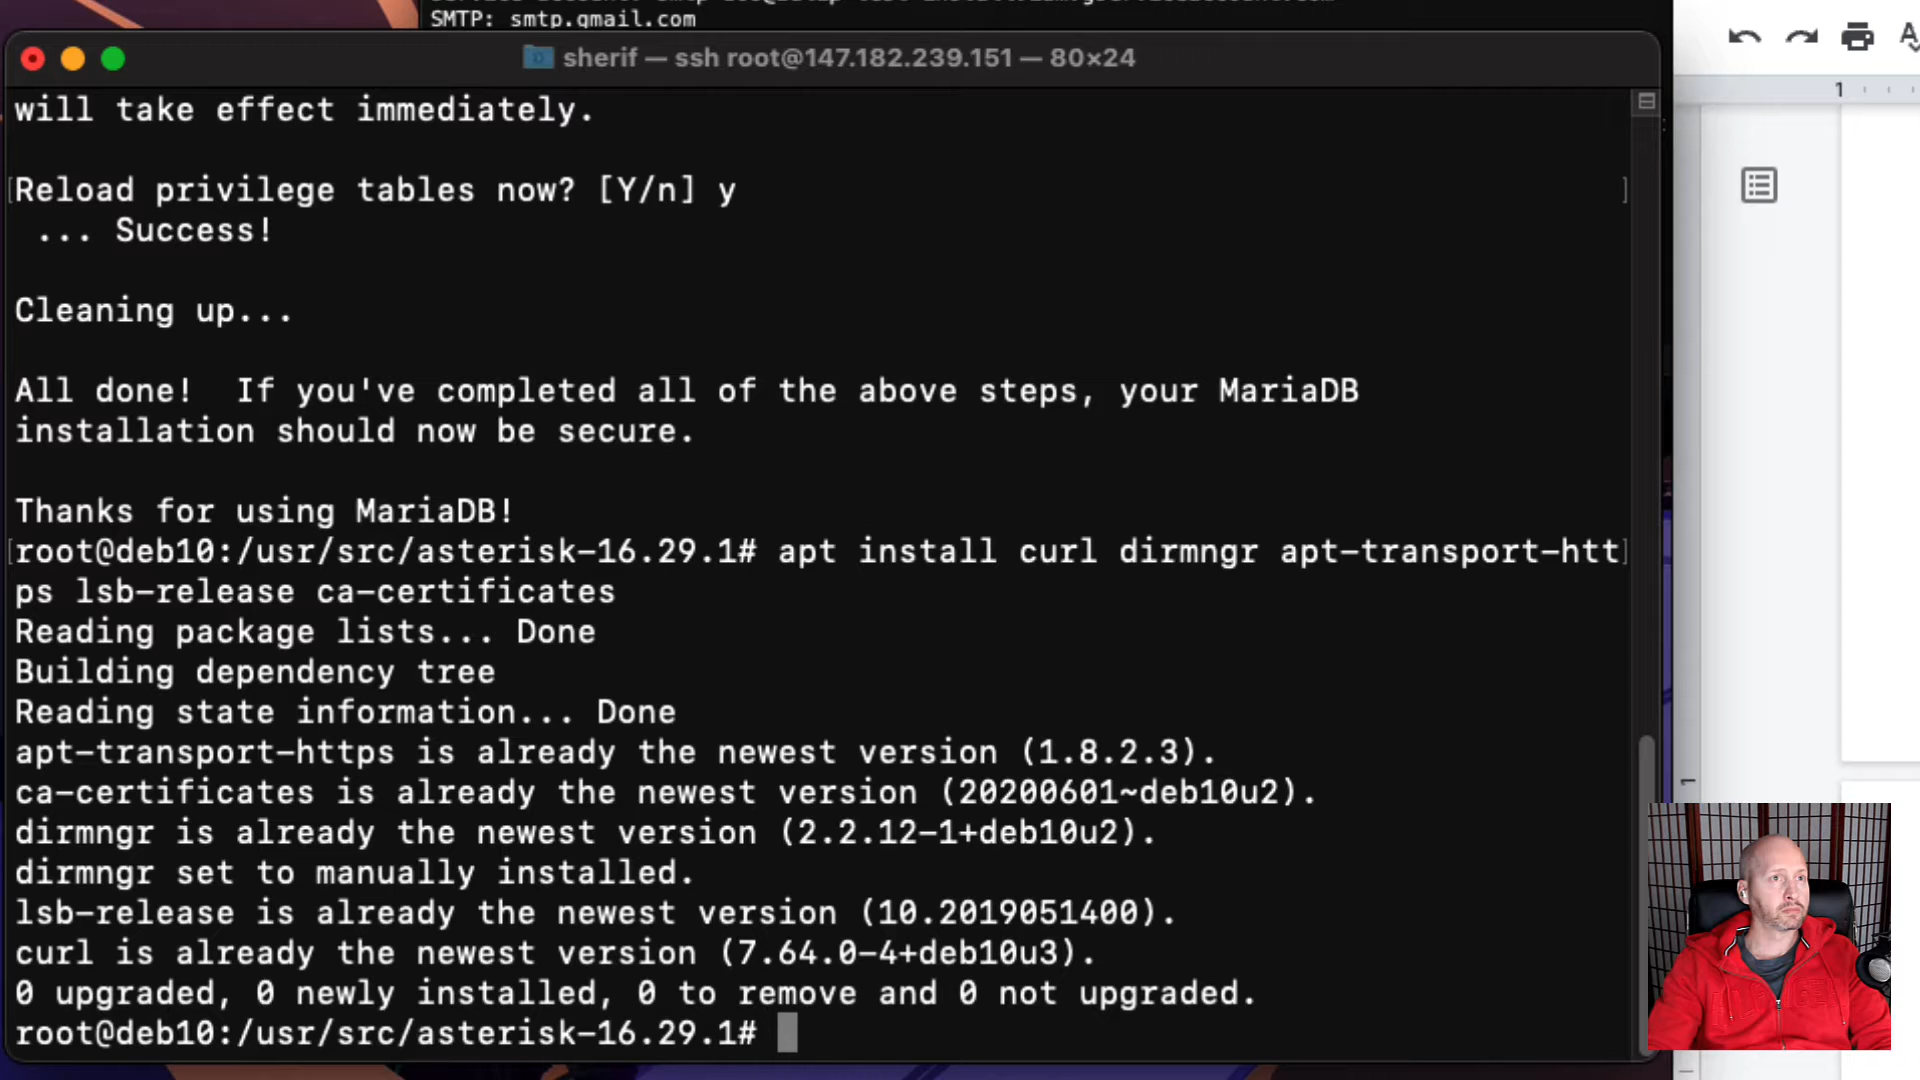 SMTP: smtp.gmail.com
sherif — ssh root@147.182.239.151 — 80×24
will take effect immediately.
[Reload privilege tables now? [Y/n] y ]
... Success!
Cleaning up...
All done!  If you've completed all of the above steps, your MariaDB
installation should now be secure.
Thanks for using MariaDB!
[root@deb10:/usr/src/asterisk-16.29.1# apt install curl dirmngr apt-transport-htt]
ps lsb-release ca-certificates
Reading package lists... Done
Building dependency tree
Reading state information... Done
apt-transport-https is already the newest version (1.8.2.3).
ca-certificates is already the newest version (20200601~deb10u2).
dirmngr is already the newest version (2.2.12-1+deb10u2).
dirmngr set to manually installed.
lsb-release is already the newest version (10.2019051400).
curl is already the newest version (7.64.0-4+deb10u3).
0 upgraded, 0 newly installed, 0 to remove and 0 not upgraded.
root@deb10:/usr/src/asterisk-16.29.1#
1
1